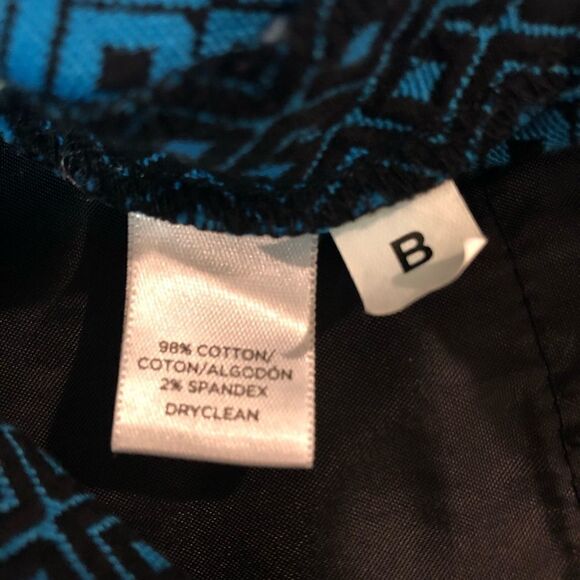 98% COTTON/
COTON/ALGODÓN
2% SPANDEX
DRYCLEAN
B